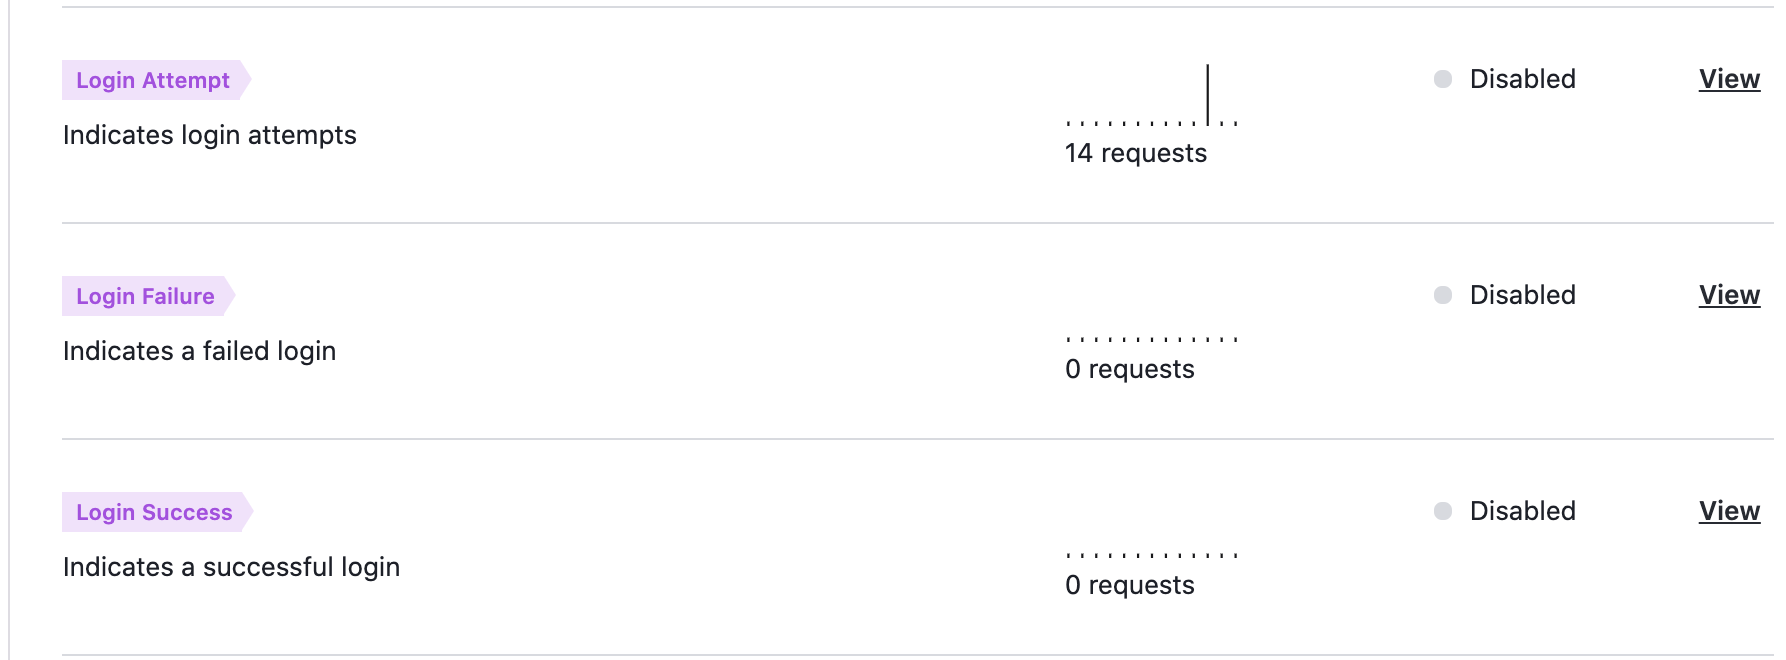 Login Attempt
Disabled
View
Indicates login attempts
14 requests
Login Failure
Disabled
View
Indicates a failed login
0 requests
Login Success
Disabled
View
Indicates a successful login
0 requests